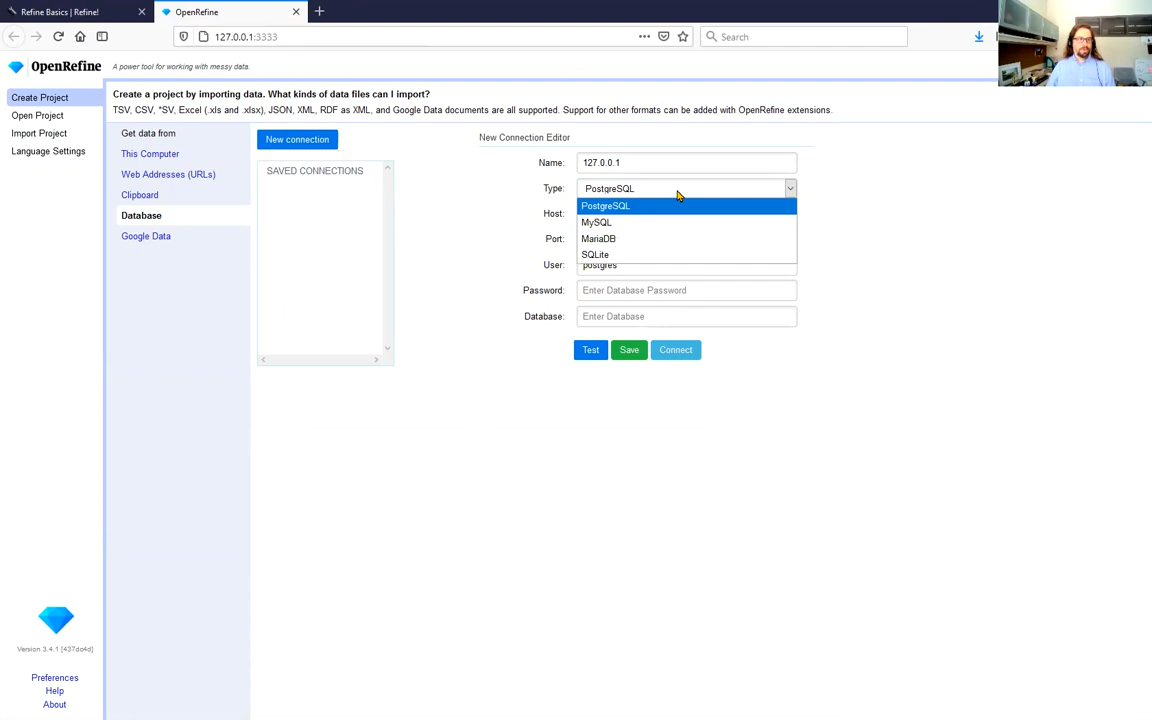 Refine Basics | Refine!
OpenRefine
127.0.0.1:3333
Search
OpenRefine
A power tool for working with messy data.
Create Project
Open Project
Import Project
Language Settings
Create a project by importing data. What kinds of data files can I import?
TSV, CSV, *SV, Excel (.xls and .xlsx), JSON, XML, RDF as XML, and Google Data documents are all supported. Support for other formats can be added with OpenRefine extensions.
Get data from
This Computer
Web Addresses (URLs)
Clipboard
Database
Google Data
New connection
SAVED CONNECTIONS
New Connection Editor
Name: 127.0.0.1
Type: PostgreSQL
PostgreSQL
MySQL
MariaDB
SQLite
Host:
Port:
User: postgres
Password: Enter Database Password
Database: Enter Database
Test Save Connect
Version 3.4.1 [437dc4d]
Preferences
Help
About